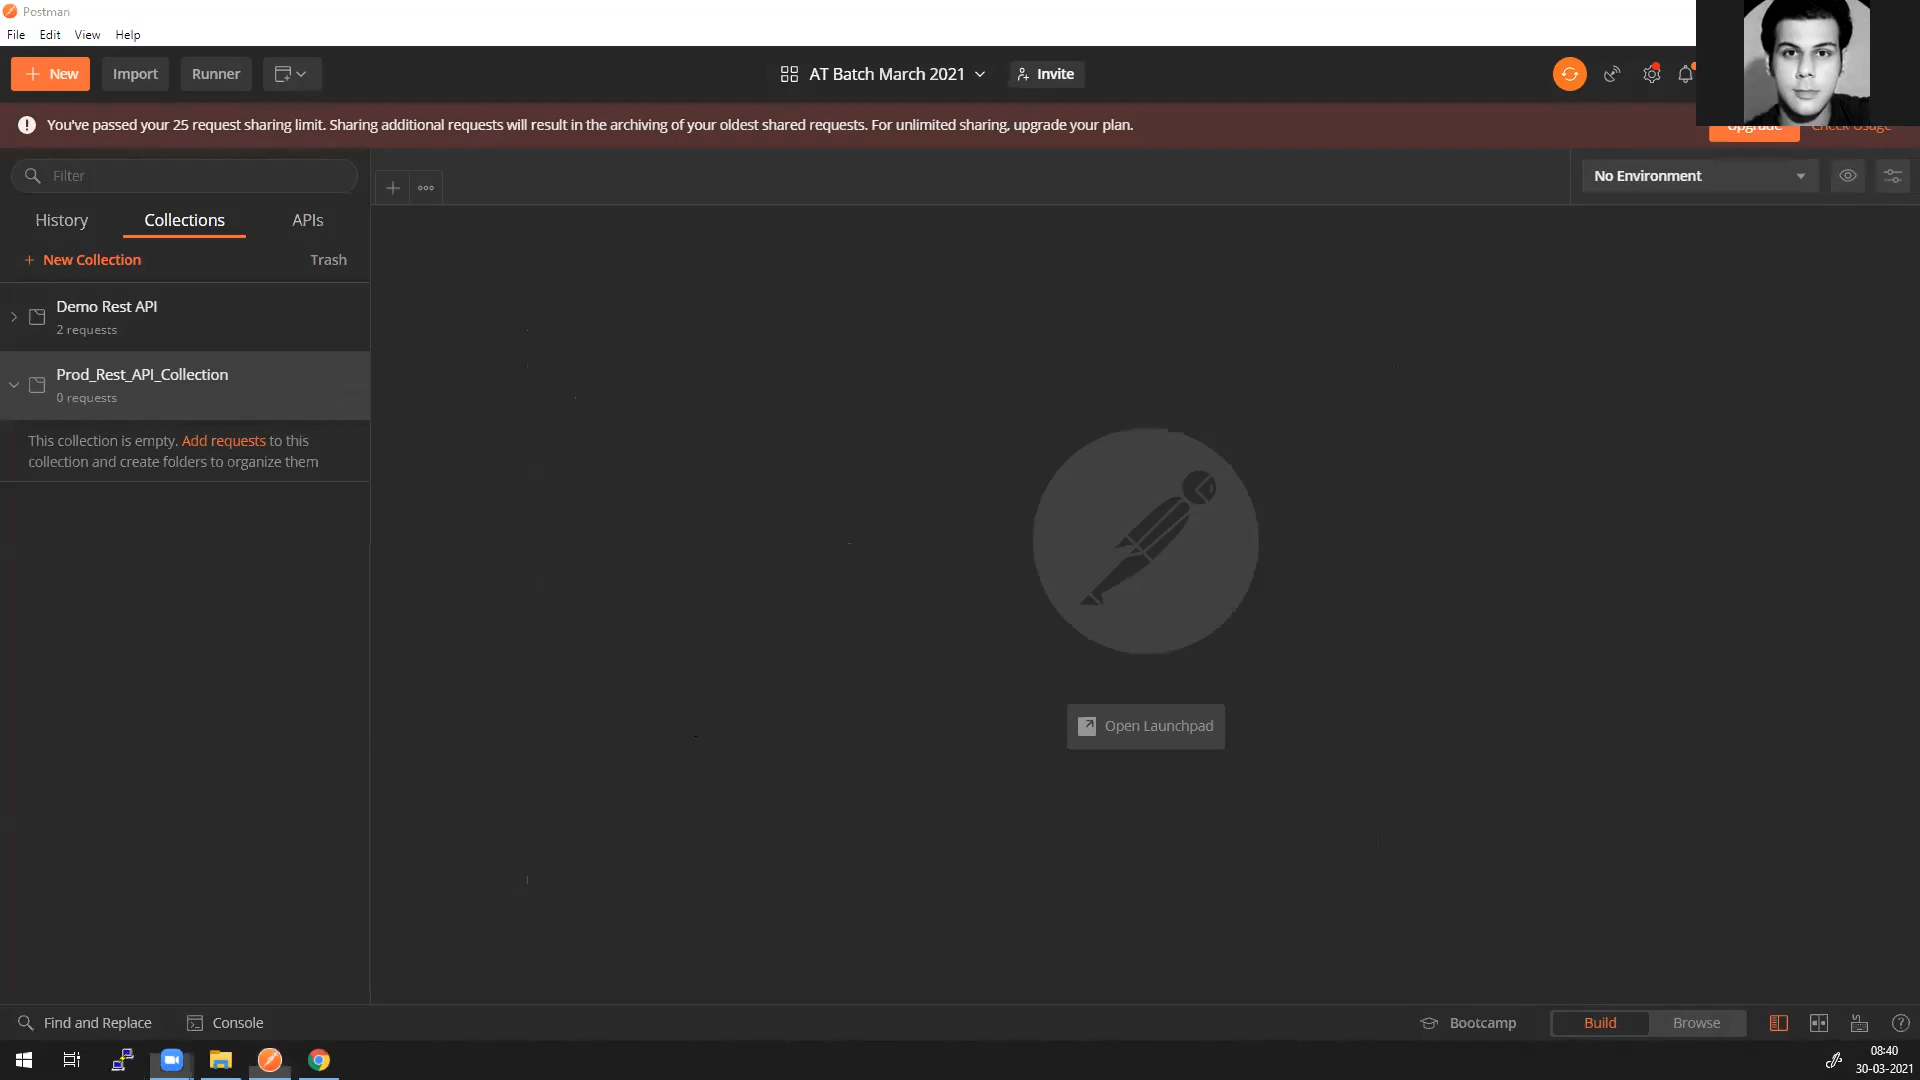 Postman
File Edit View Help
New Import Runner AT Batch March 2021 Invite
You've passed your 25 request sharing limit. Sharing additional requests will result in the archiving of your oldest shared requests. For unlimited sharing, upgrade your plan.
Upgrade Check Usage
Filter
No Environment
History Collections APIs
+ New Collection Trash
Demo Rest API
2 requests
Prod_Rest_API_Collection
0 requests
This collection is empty. Add requests to this
collection and create folders to organize them
Open Launchpad
Find and Replace Console Bootcamp Build Browse
08:40
30-03-2021